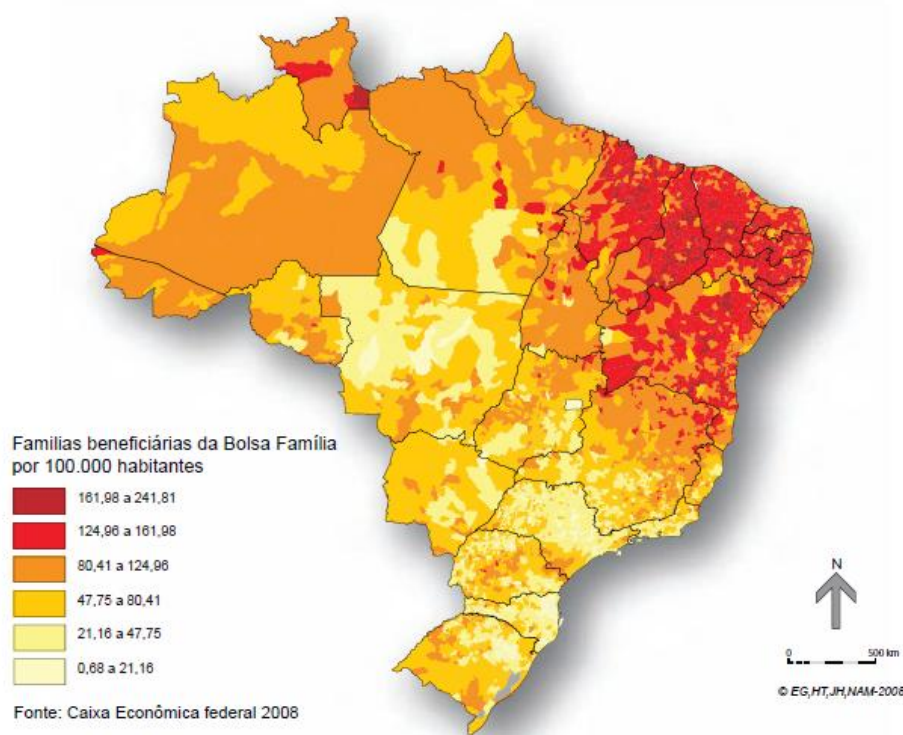 Familias beneficiárias da Bolsa Família
por 100.000 habitantes
161,98 a 241,81
124,96 a 161,98
80,41 a 124,96
47,75 a 80,41
21,16 a 47,75
0,68 a 21,16
Fonte: Caixa Econômica federal 2008
N
0 500 km
© EG,HT,JH,NAM-2008